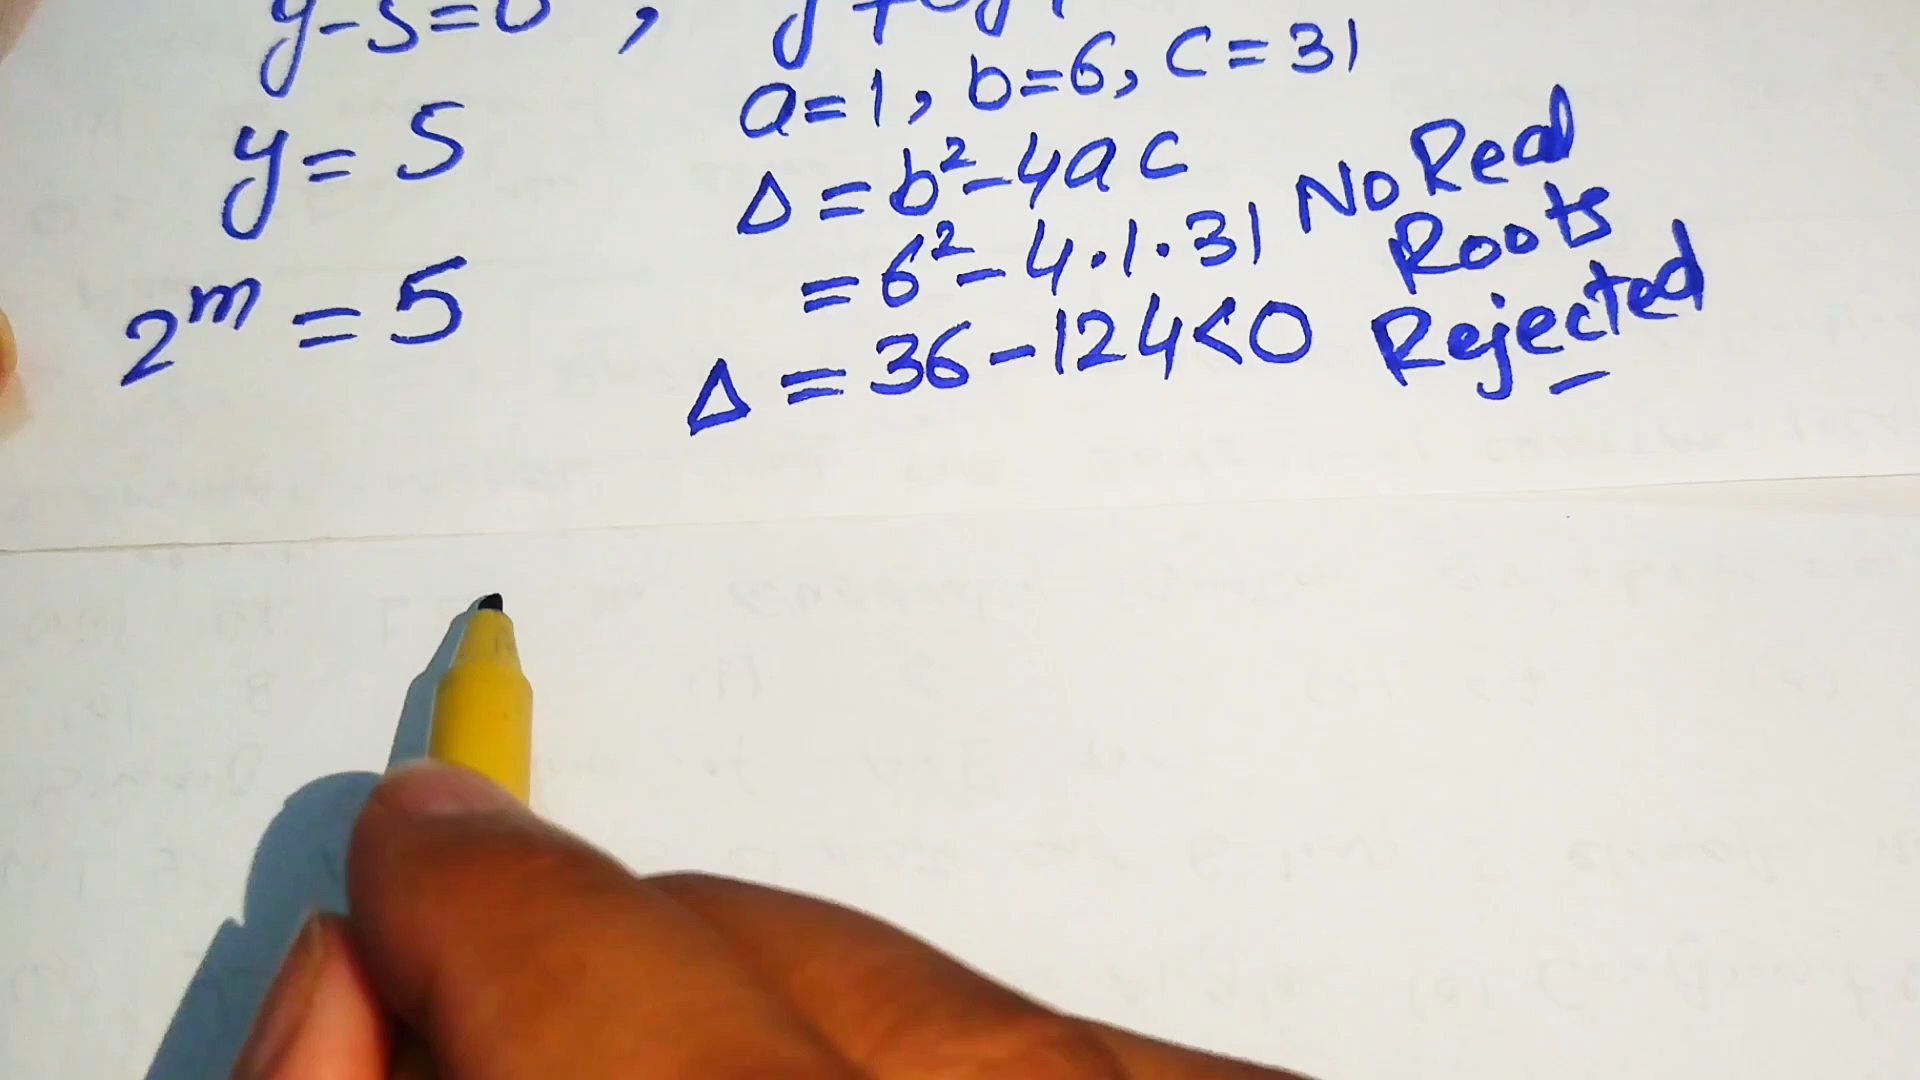 y-5=0 ,
a=1, b=6, c=31
y=5
Δ=b²-4ac
=6²-4.1.31
Δ=36-124<0
No Real
Roots
Rejected
2ᵐ=5